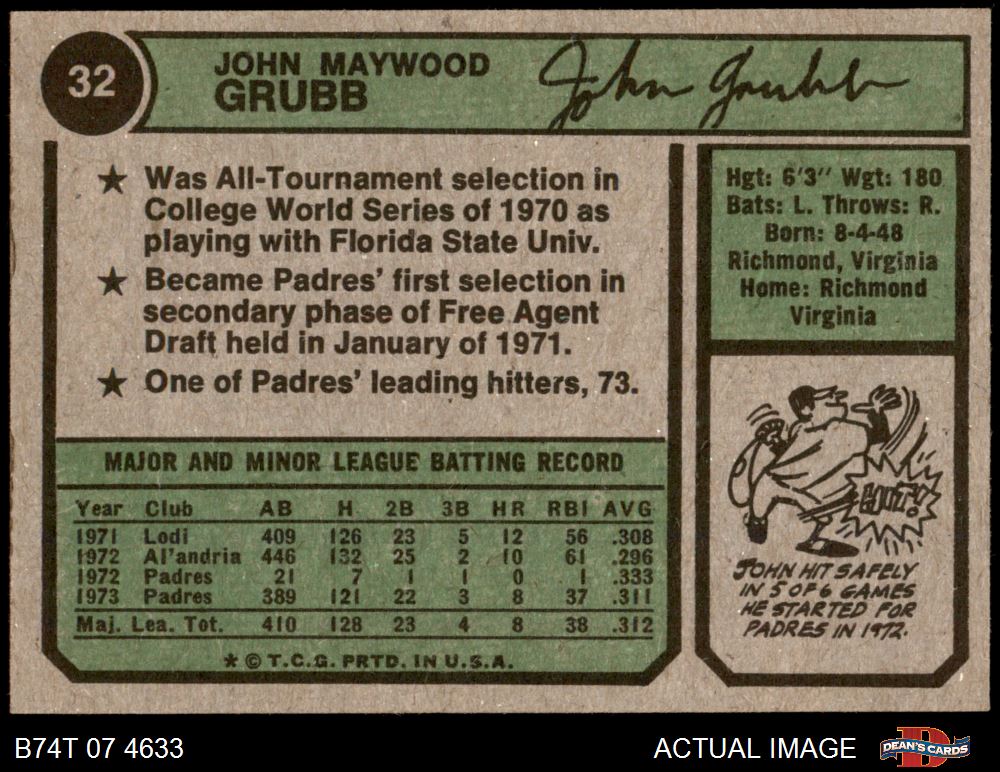 32
JOHN MAYWOOD
GRUBB
John Grubb
★ Was All-Tournament selection in
College World Series of 1970 as
playing with Florida State Univ.
★ Became Padres' first selection in
secondary phase of Free Agent
Draft held in January of 1971.
★ One of Padres' leading hitters, 73.
MAJOR AND MINOR LEAGUE BATTING RECORD
Year Club AB H 2B 3B HR RBI AVG
1971 Lodi 409 126 23 5 12 56 .308
1972 Al'andria 446 132 25 2 10 61 .296
1972 Padres 21 7 1 1 0 1 .333
1973 Padres 389 121 22 3 8 37 .311
Maj. Lea. Tot. 410 128 23 4 8 38 .312
★ © T.C.G. PRTD. IN U.S.A.
Hgt: 6'3" Wgt: 180
Bats: L. Throws: R.
Born: 8-4-48
Richmond, Virginia
Home: Richmond
Virginia
HIT!
JOHN HIT SAFELY
IN 5 OF 6 GAMES
HE STARTED FOR
PADRES IN 1972.
B74T 07 4633
ACTUAL IMAGE
D
DEAN'S CARDS